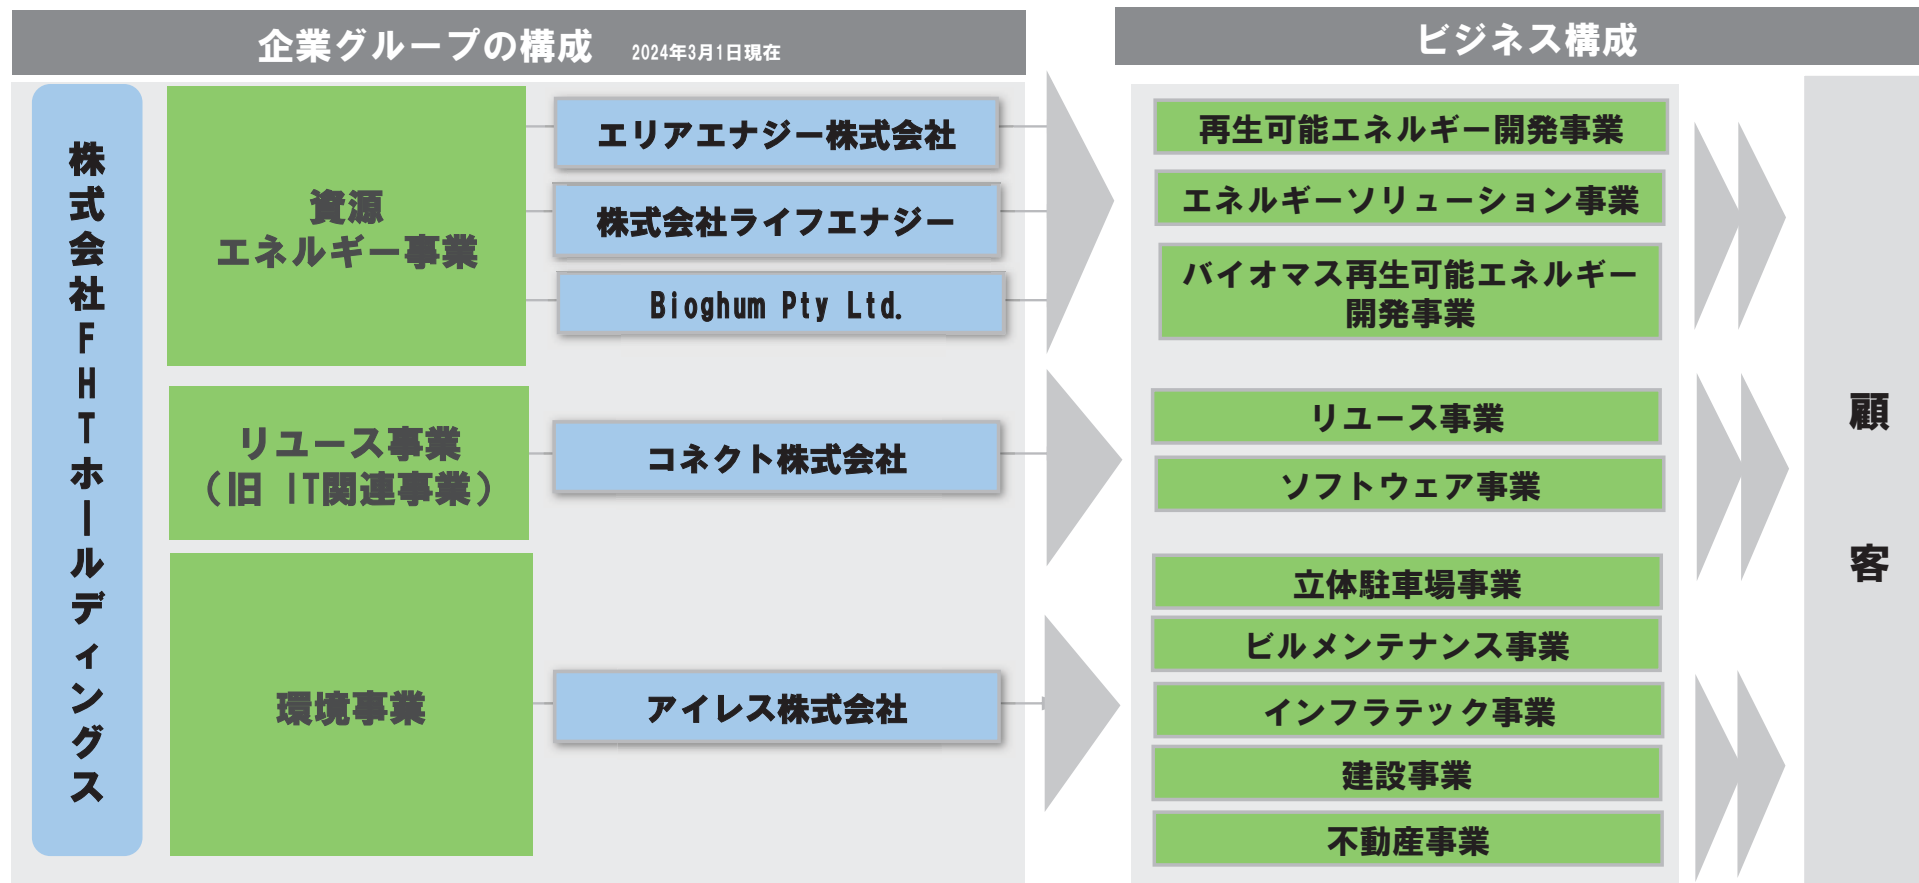 企業グループの構成 2024年3月1日現在
株式会社FHTホールディングス
資源
エネルギー事業
エリアエナジー株式会社
株式会社ライフエナジー
Bioghum Pty Ltd.
リユース事業
（旧 IT関連事業）
コネクト株式会社
環境事業
アイレス株式会社
ビジネス構成
再生可能エネルギー開発事業
エネルギーソリューション事業
バイオマス再生可能エネルギー
開発事業
リユース事業
ソフトウェア事業
立体駐車場事業
ビルメンテナンス事業
インフラテック事業
建設事業
不動産事業
顧客